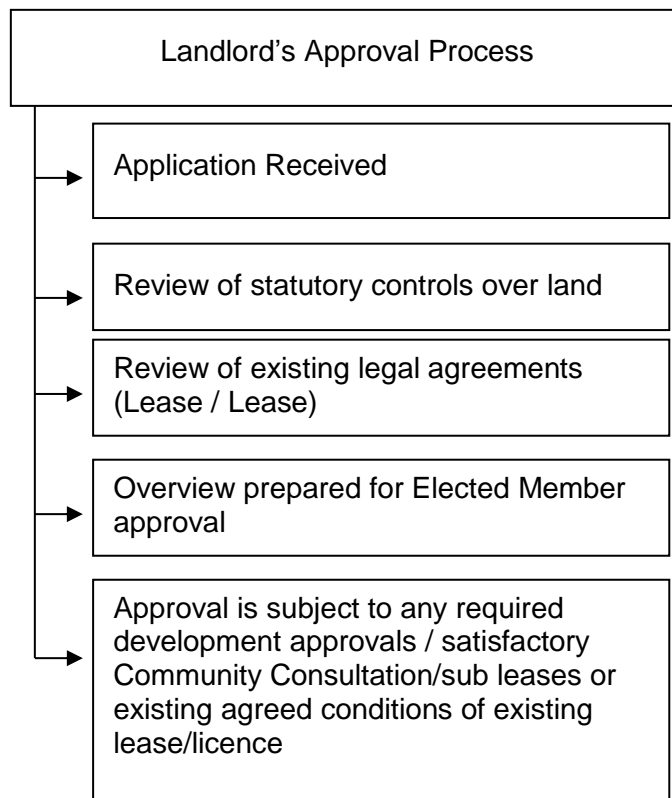 Landlord’s Approval Process
Application Received
Review of statutory controls over land
Review of existing legal agreements
(Lease / Lease)
Overview prepared for Elected Member
approval
Approval is subject to any required
development approvals / satisfactory
Community Consultation/sub leases or
existing agreed conditions of existing
lease/licence